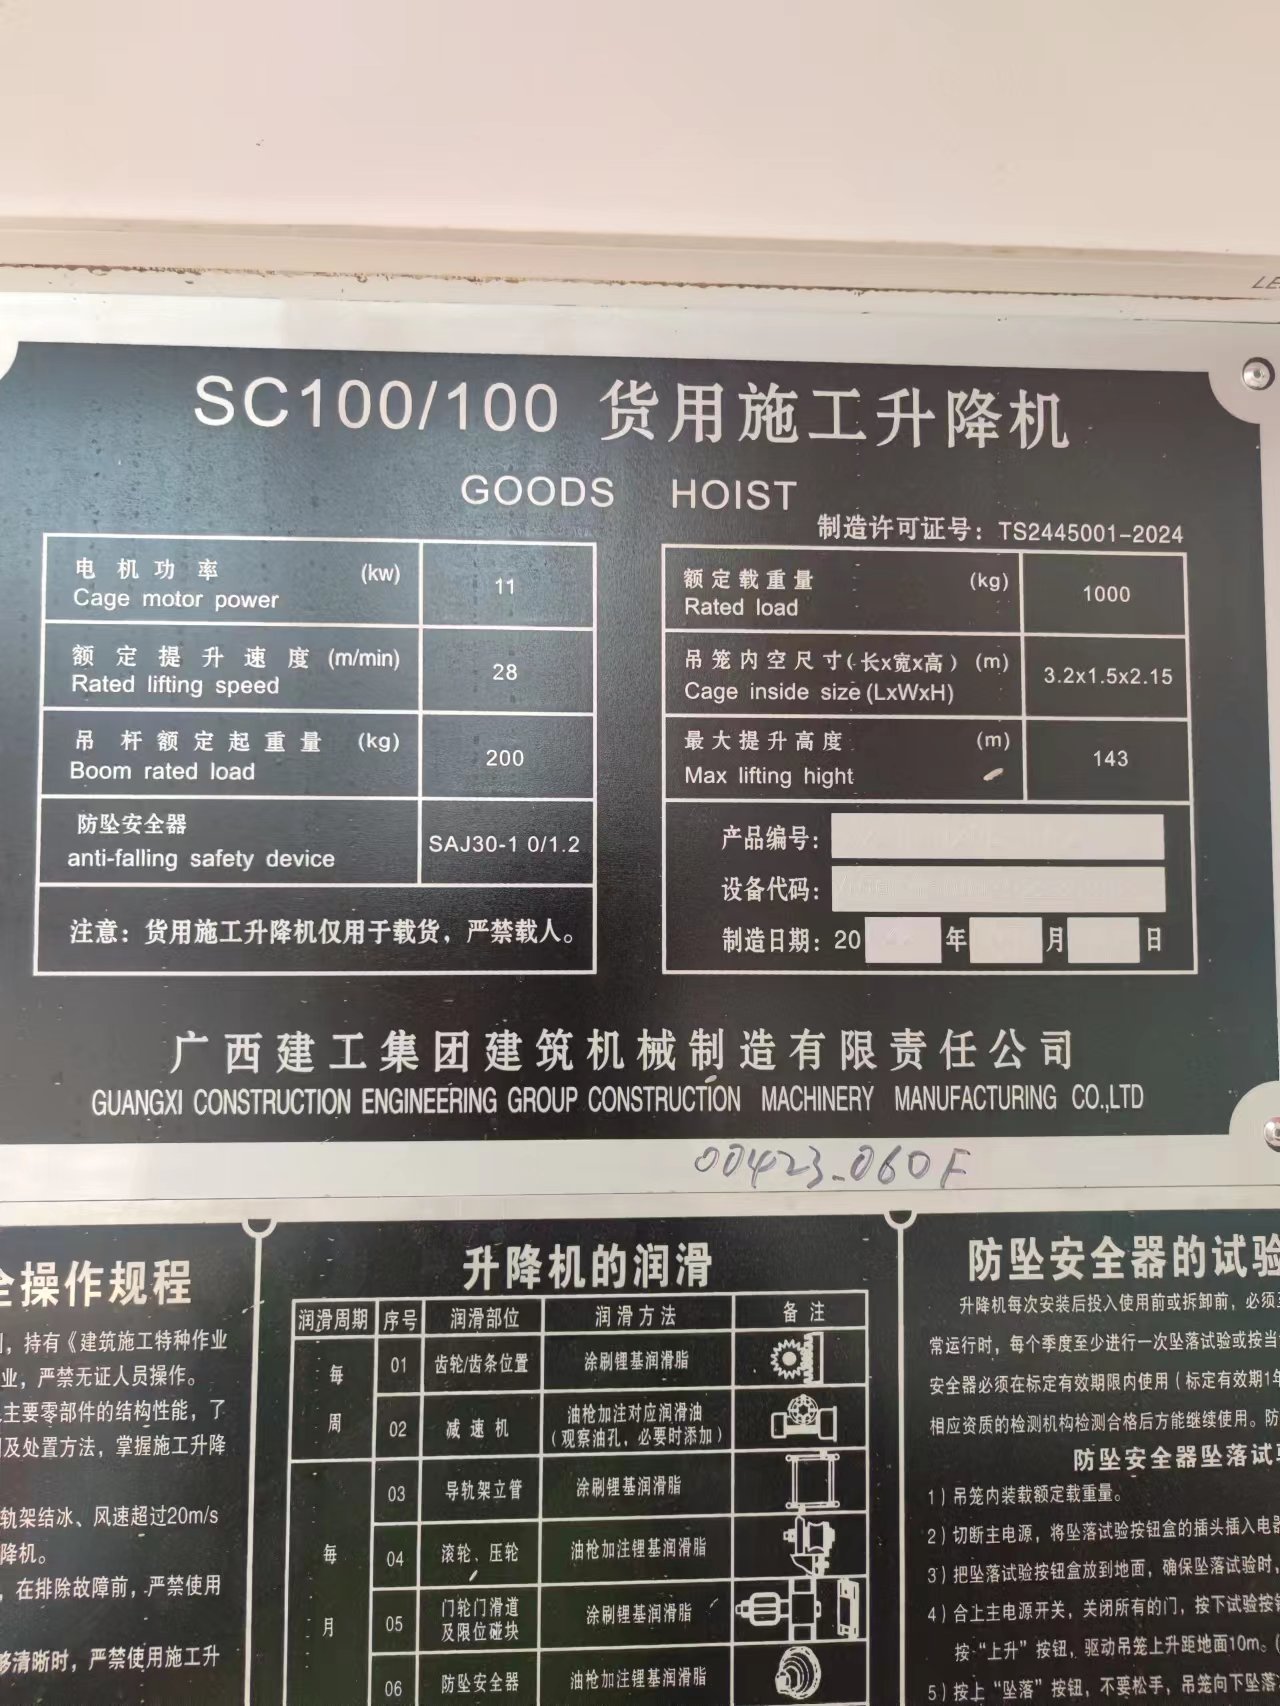 LE
SC100/100 货用施工升降机
GOODS HOIST
制造许可证号：TS2445001-2024
电机功率 (kw) 11
Cage motor power
额定提升速度 (m/min) 28
Rated lifting speed
吊杆额定起重量 (kg) 200
Boom rated load
防坠安全器 SAJ30-1 0/1.2
anti-falling safety device
注意：货用施工升降机仅用于载货，严禁载人。
额定载重量 (kg) 1000
Rated load
吊笼内空尺寸(长x宽x高) (m) 3.2x1.5x2.15
Cage inside size (LxWxH)
最大提升高度 (m) 143
Max lifting hight
产品编号：
设备代码：
制造日期：20 年 月 日
广西建工集团建筑机械制造有限责任公司
GUANGXI CONSTRUCTION ENGINEERING GROUP CONSTRUCTION MACHINERY MANUFACTURING CO.,LTD
00423-060F
全操作规程
，持有《建筑施工特种作业
业，严禁无证人员操作。
主要零部件的结构性能，了
及处置方法，掌握施工升降
轨架结冰、风速超过20m/s
降机。
，在排除故障前，严禁使用
够清晰时，严禁使用施工升
升降机的润滑
润滑周期 序号 润滑部位 润滑方法 备注
每周 01 齿轮/齿条位置 涂刷锂基润滑脂
02 减速机 油枪加注对应润滑油
（观察油孔，必要时添加）
每月 03 导轨架立管 涂刷锂基润滑脂
04 滚轮、压轮 油枪加注锂基润滑脂
05 门轮门滑道 涂刷锂基润滑脂
及限位碰块
06 防坠安全器 油枪加注锂基润滑脂
防坠安全器的试验
升降机每次安装后投入使用前或拆卸前，必须
常运行时，每个季度至少进行一次坠落试验或按当
安全器必须在标定有效期限内使用（标定有效期1年
相应资质的检测机构检测合格后方能继续使用。防
防坠安全器坠落试
1）吊笼内装载额定载重量。
2）切断主电源，将坠落试验按钮盒的插头插入电器
3）把坠落试验按钮盒放到地面，确保坠落试验时，
4）合上主电源开关，关闭所有的门，按下试验按钮
按“上升”按钮，驱动吊笼上升距地面10m。（
5）按上“坠落”按钮，不要松手，吊笼向下坠落